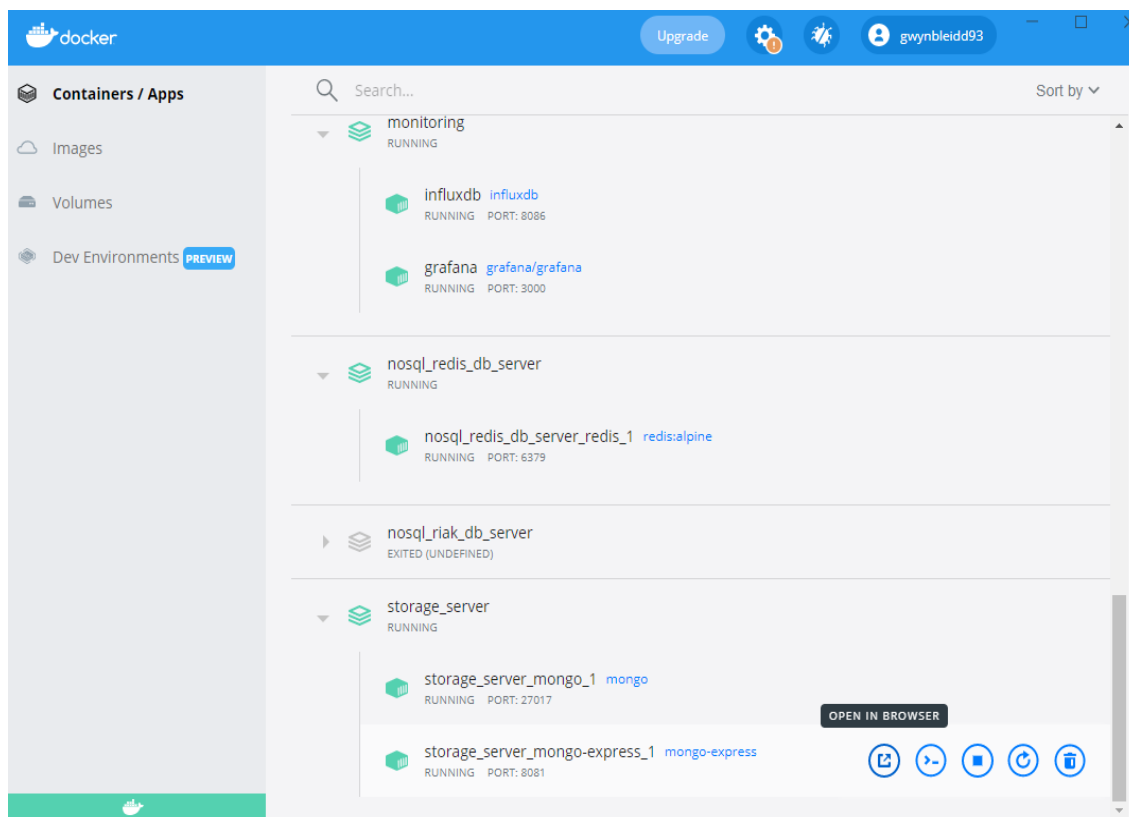 docker
Upgrade
gwynbleidd93
Containers / Apps
Images
Volumes
Dev Environments PREVIEW
Search...
Sort by
monitoring
RUNNING
influxdb influxdb
RUNNING PORT: 8086
grafana grafana/grafana
RUNNING PORT: 3000
nosql_redis_db_server
RUNNING
nosql_redis_db_server_redis_1 redis:alpine
RUNNING PORT: 6379
nosql_riak_db_server
EXITED (UNDEFINED)
storage_server
RUNNING
storage_server_mongo_1 mongo
RUNNING PORT: 27017
OPEN IN BROWSER
storage_server_mongo-express_1 mongo-express
RUNNING PORT: 8081